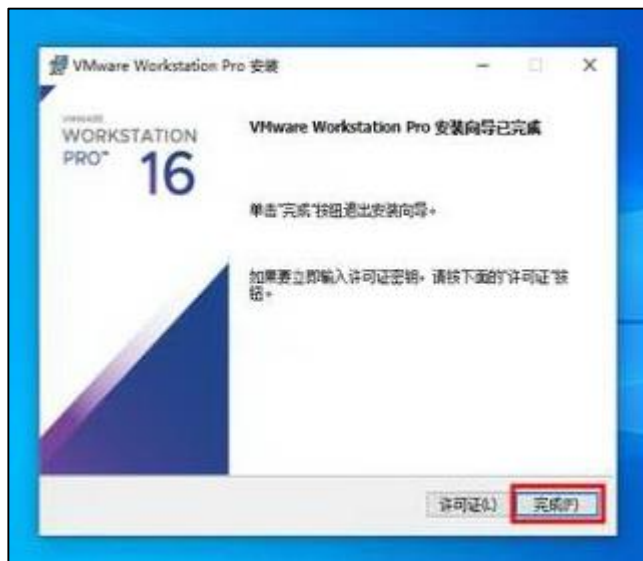 VMware Workstation Pro 安装
VMWARE
WORKSTATION
PRO™ 16
VMware Workstation Pro 安装向导已完成
单击"完成"按钮退出安装向导。
如果要立即输入许可证密钥，请按下面的"许可证"按
钮。
许可证(L) 完成(F)